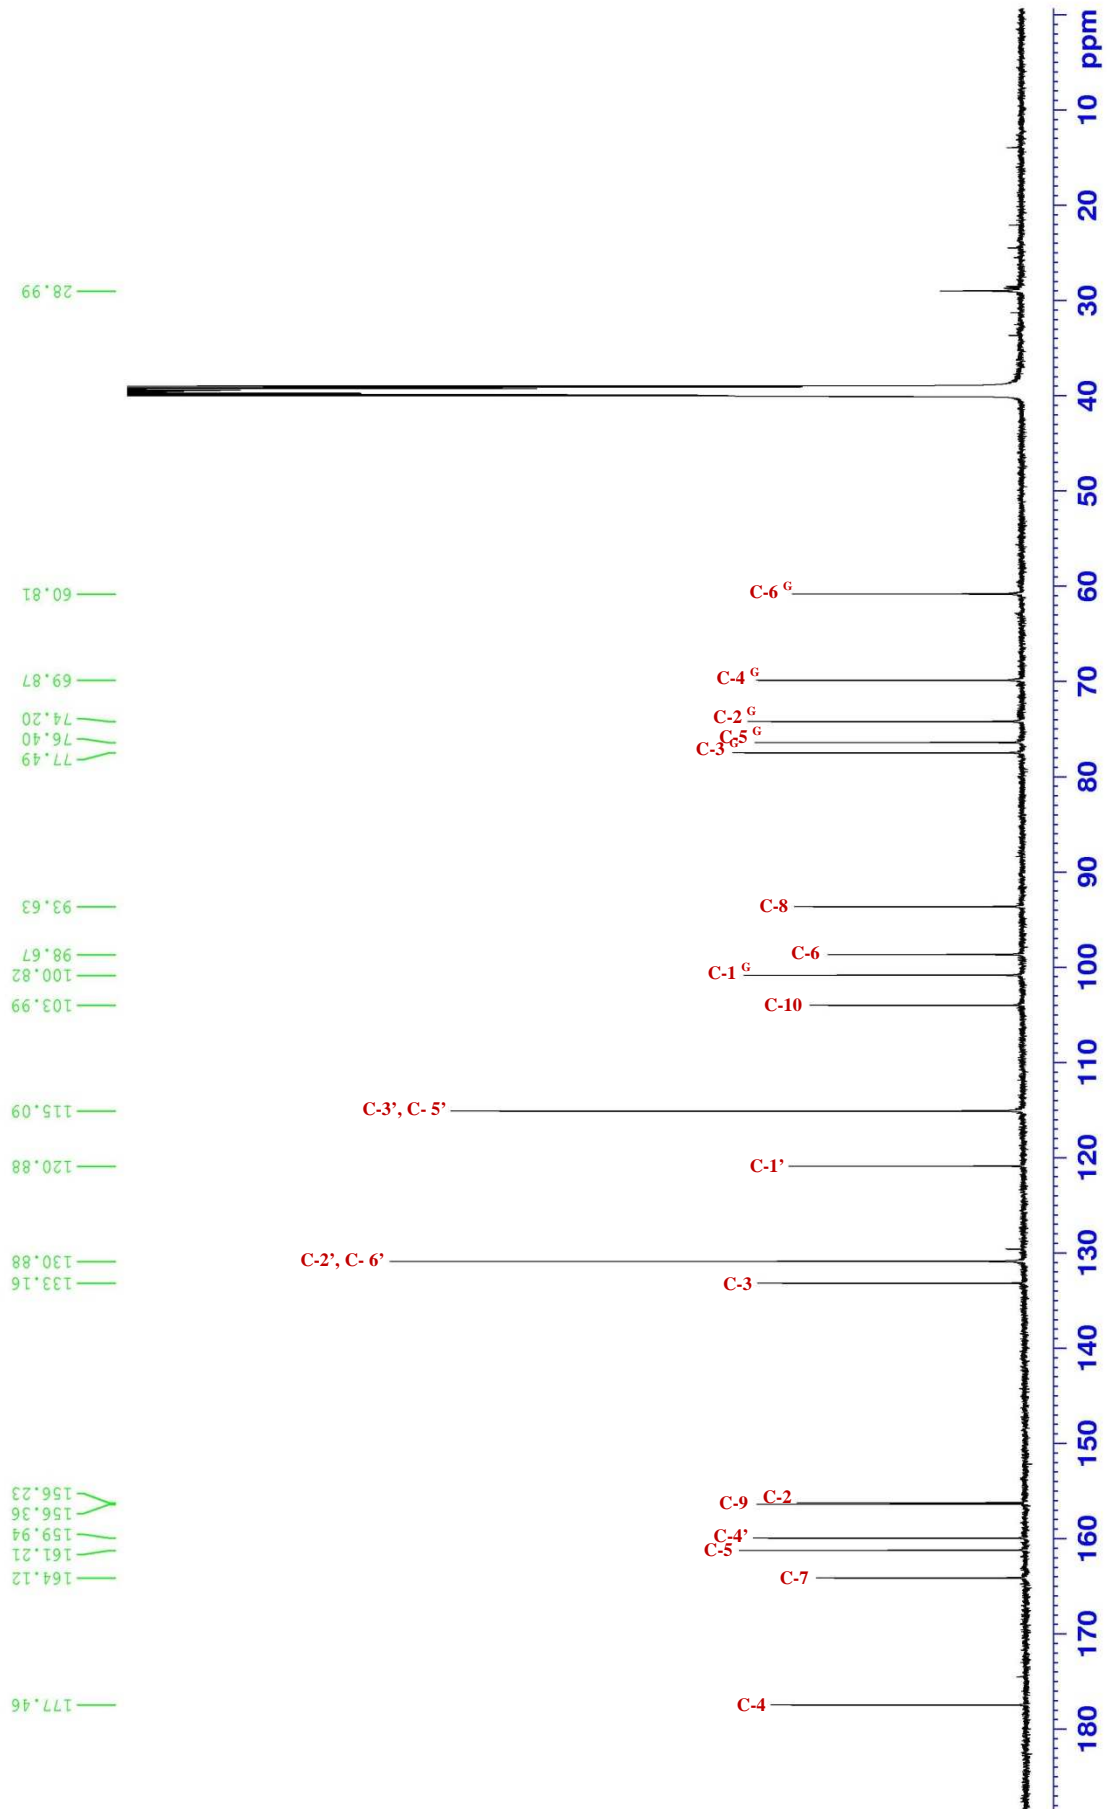 28.99
60.81
69.87
74.20
76.40
77.49
93.63
98.67
100.82
103.99
115.09
120.88
130.88
133.16
156.23
156.36
159.94
161.21
164.12
177.46
C-6 G
C-4 G
C-2 G
C-5 G
C-3 G
C-8
C-6
C-1 G
C-10
C-3’, C- 5’
C-1’
C-2’, C- 6’
C-3
C-2
C-9
C-4’
C-5
C-7
C-4
ppm
10
20
30
40
50
60
70
80
90
100
110
120
130
140
150
160
170
180